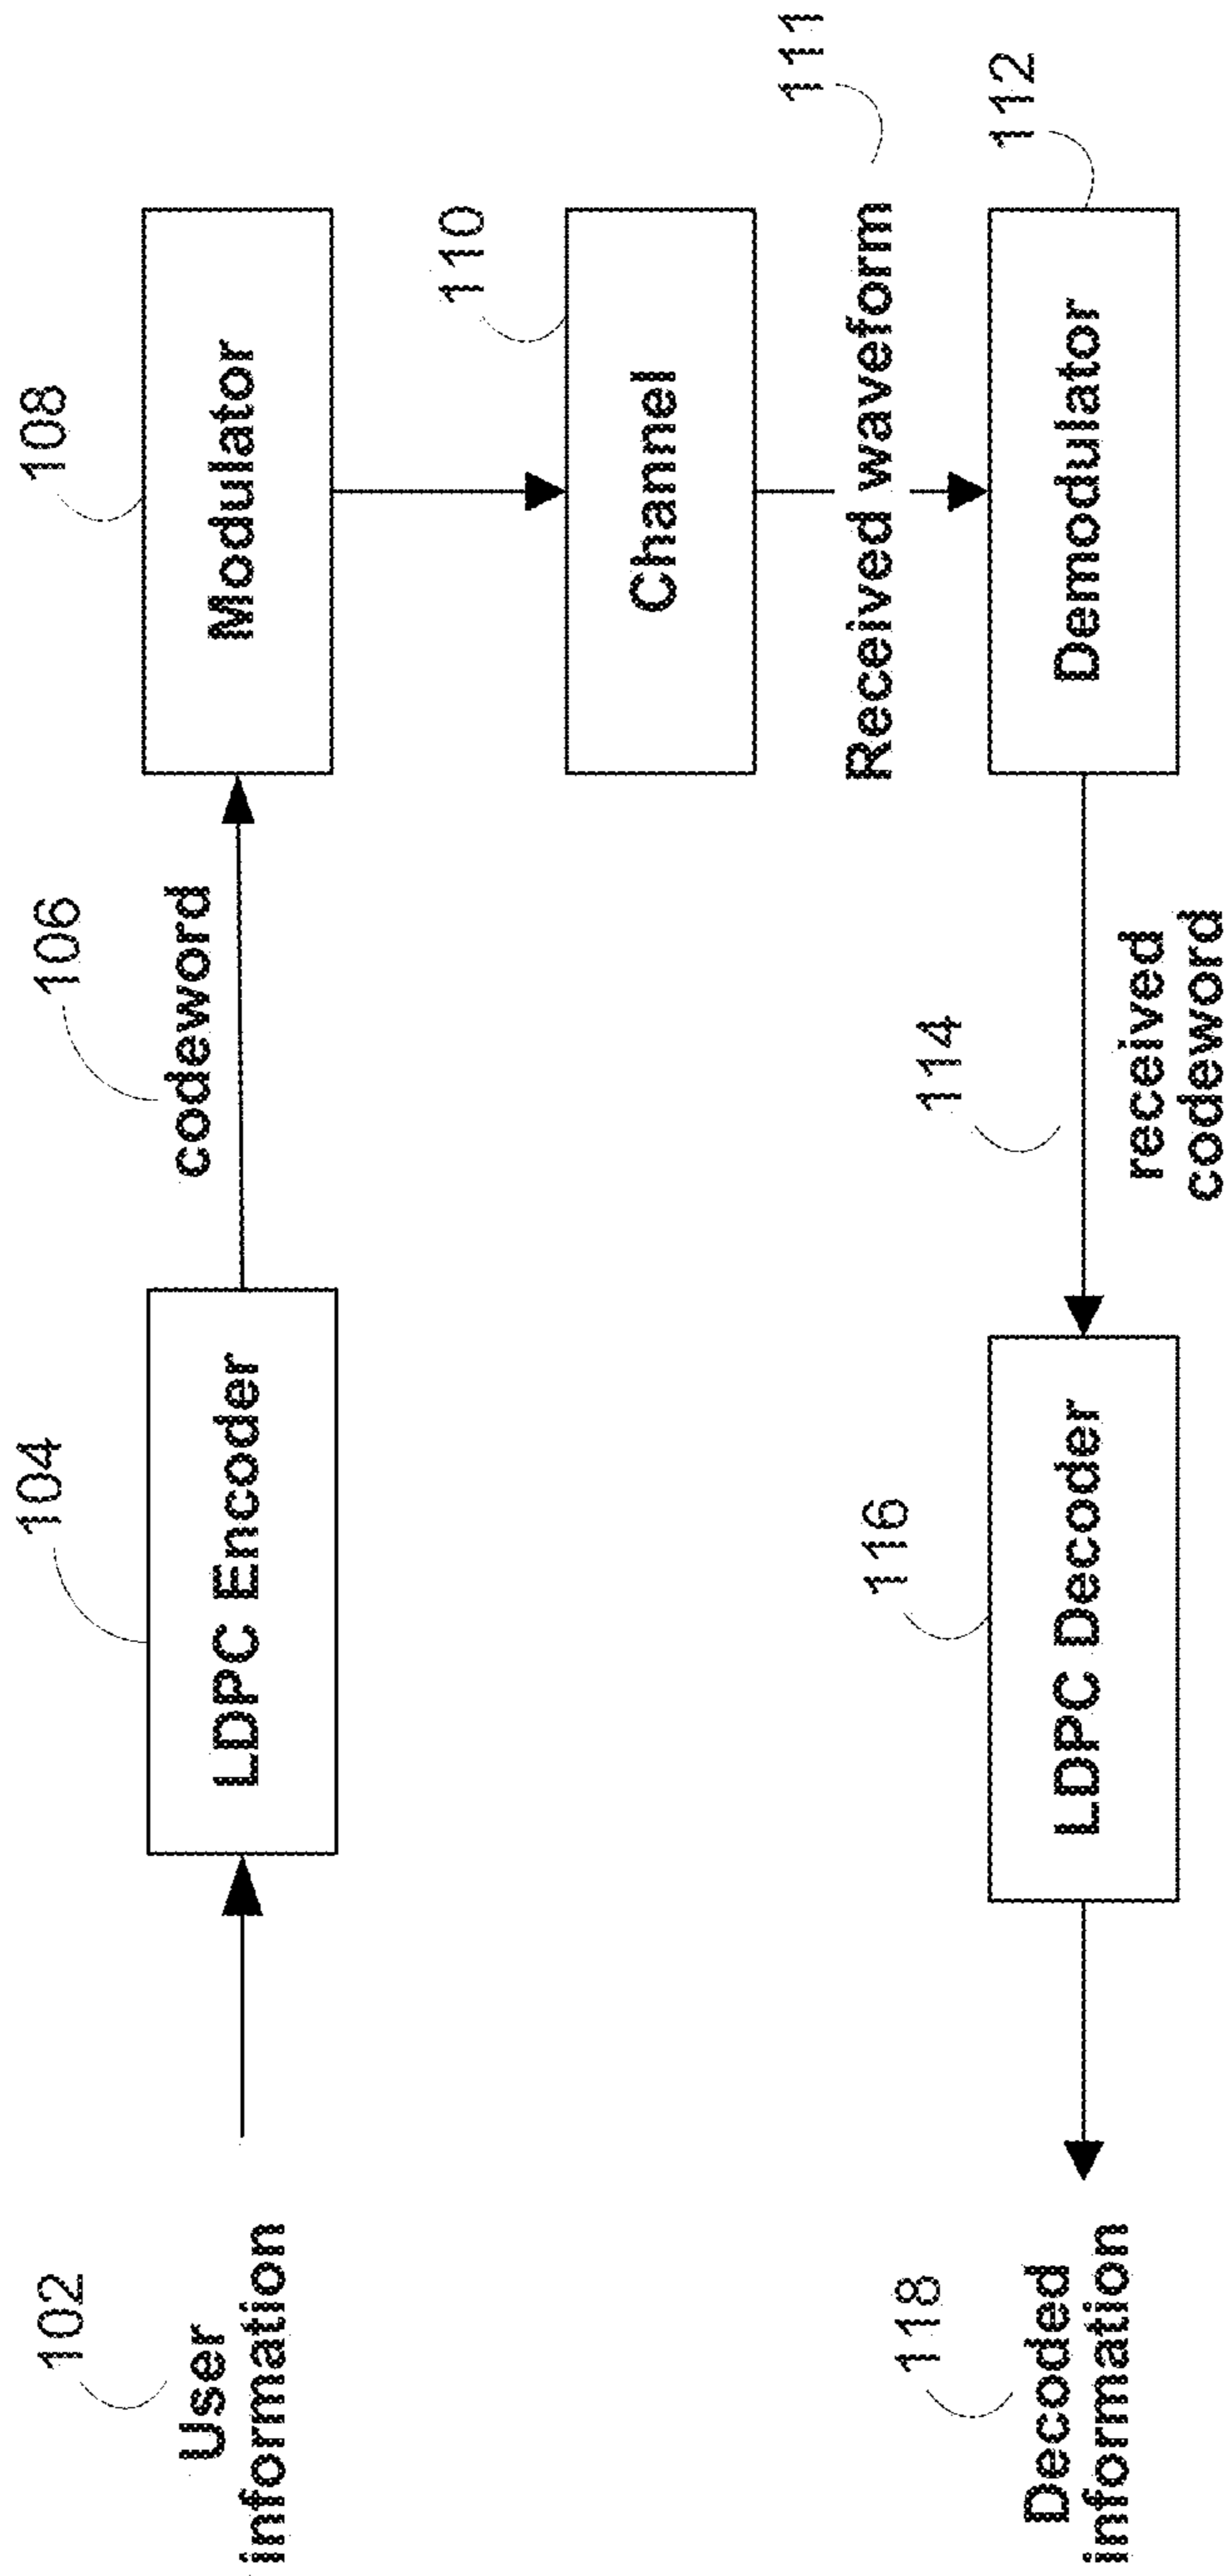 102
User
information
104
LDPC Encoder
106
codeword
108
Modulator
110
Channel
111
Received waveform
112
Demodulator
114
received
codeword
116
LDPC Decoder
118
Decoded
information